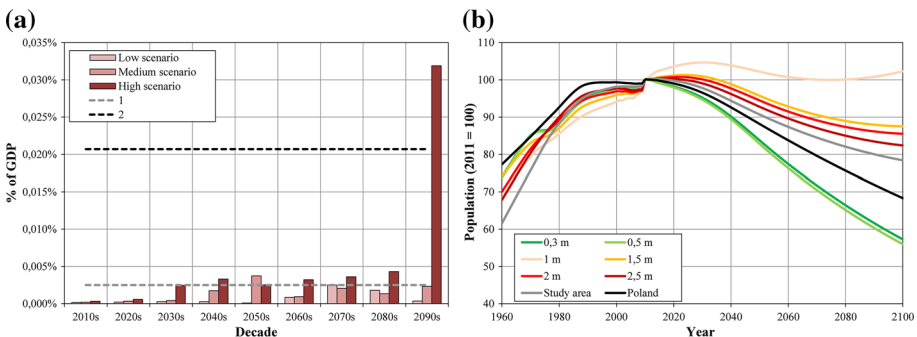 (a)
0,035%
0,030%
0,025%
0,020%
0,015%
0,010%
0,005%
0,000%
% of GDP
Low scenario
Medium scenario
High scenario
1
2
2010s 2020s 2030s 2040s 2050s 2060s 2070s 2080s 2090s
Decade
(b)
110
100
90
80
70
60
50
40
Population (2011 = 100)
0,3 m 0,5 m
1 m 1,5 m
2 m 2,5 m
Study area Poland
1960 1980 2000 2020 2040 2060 2080 2100
Year